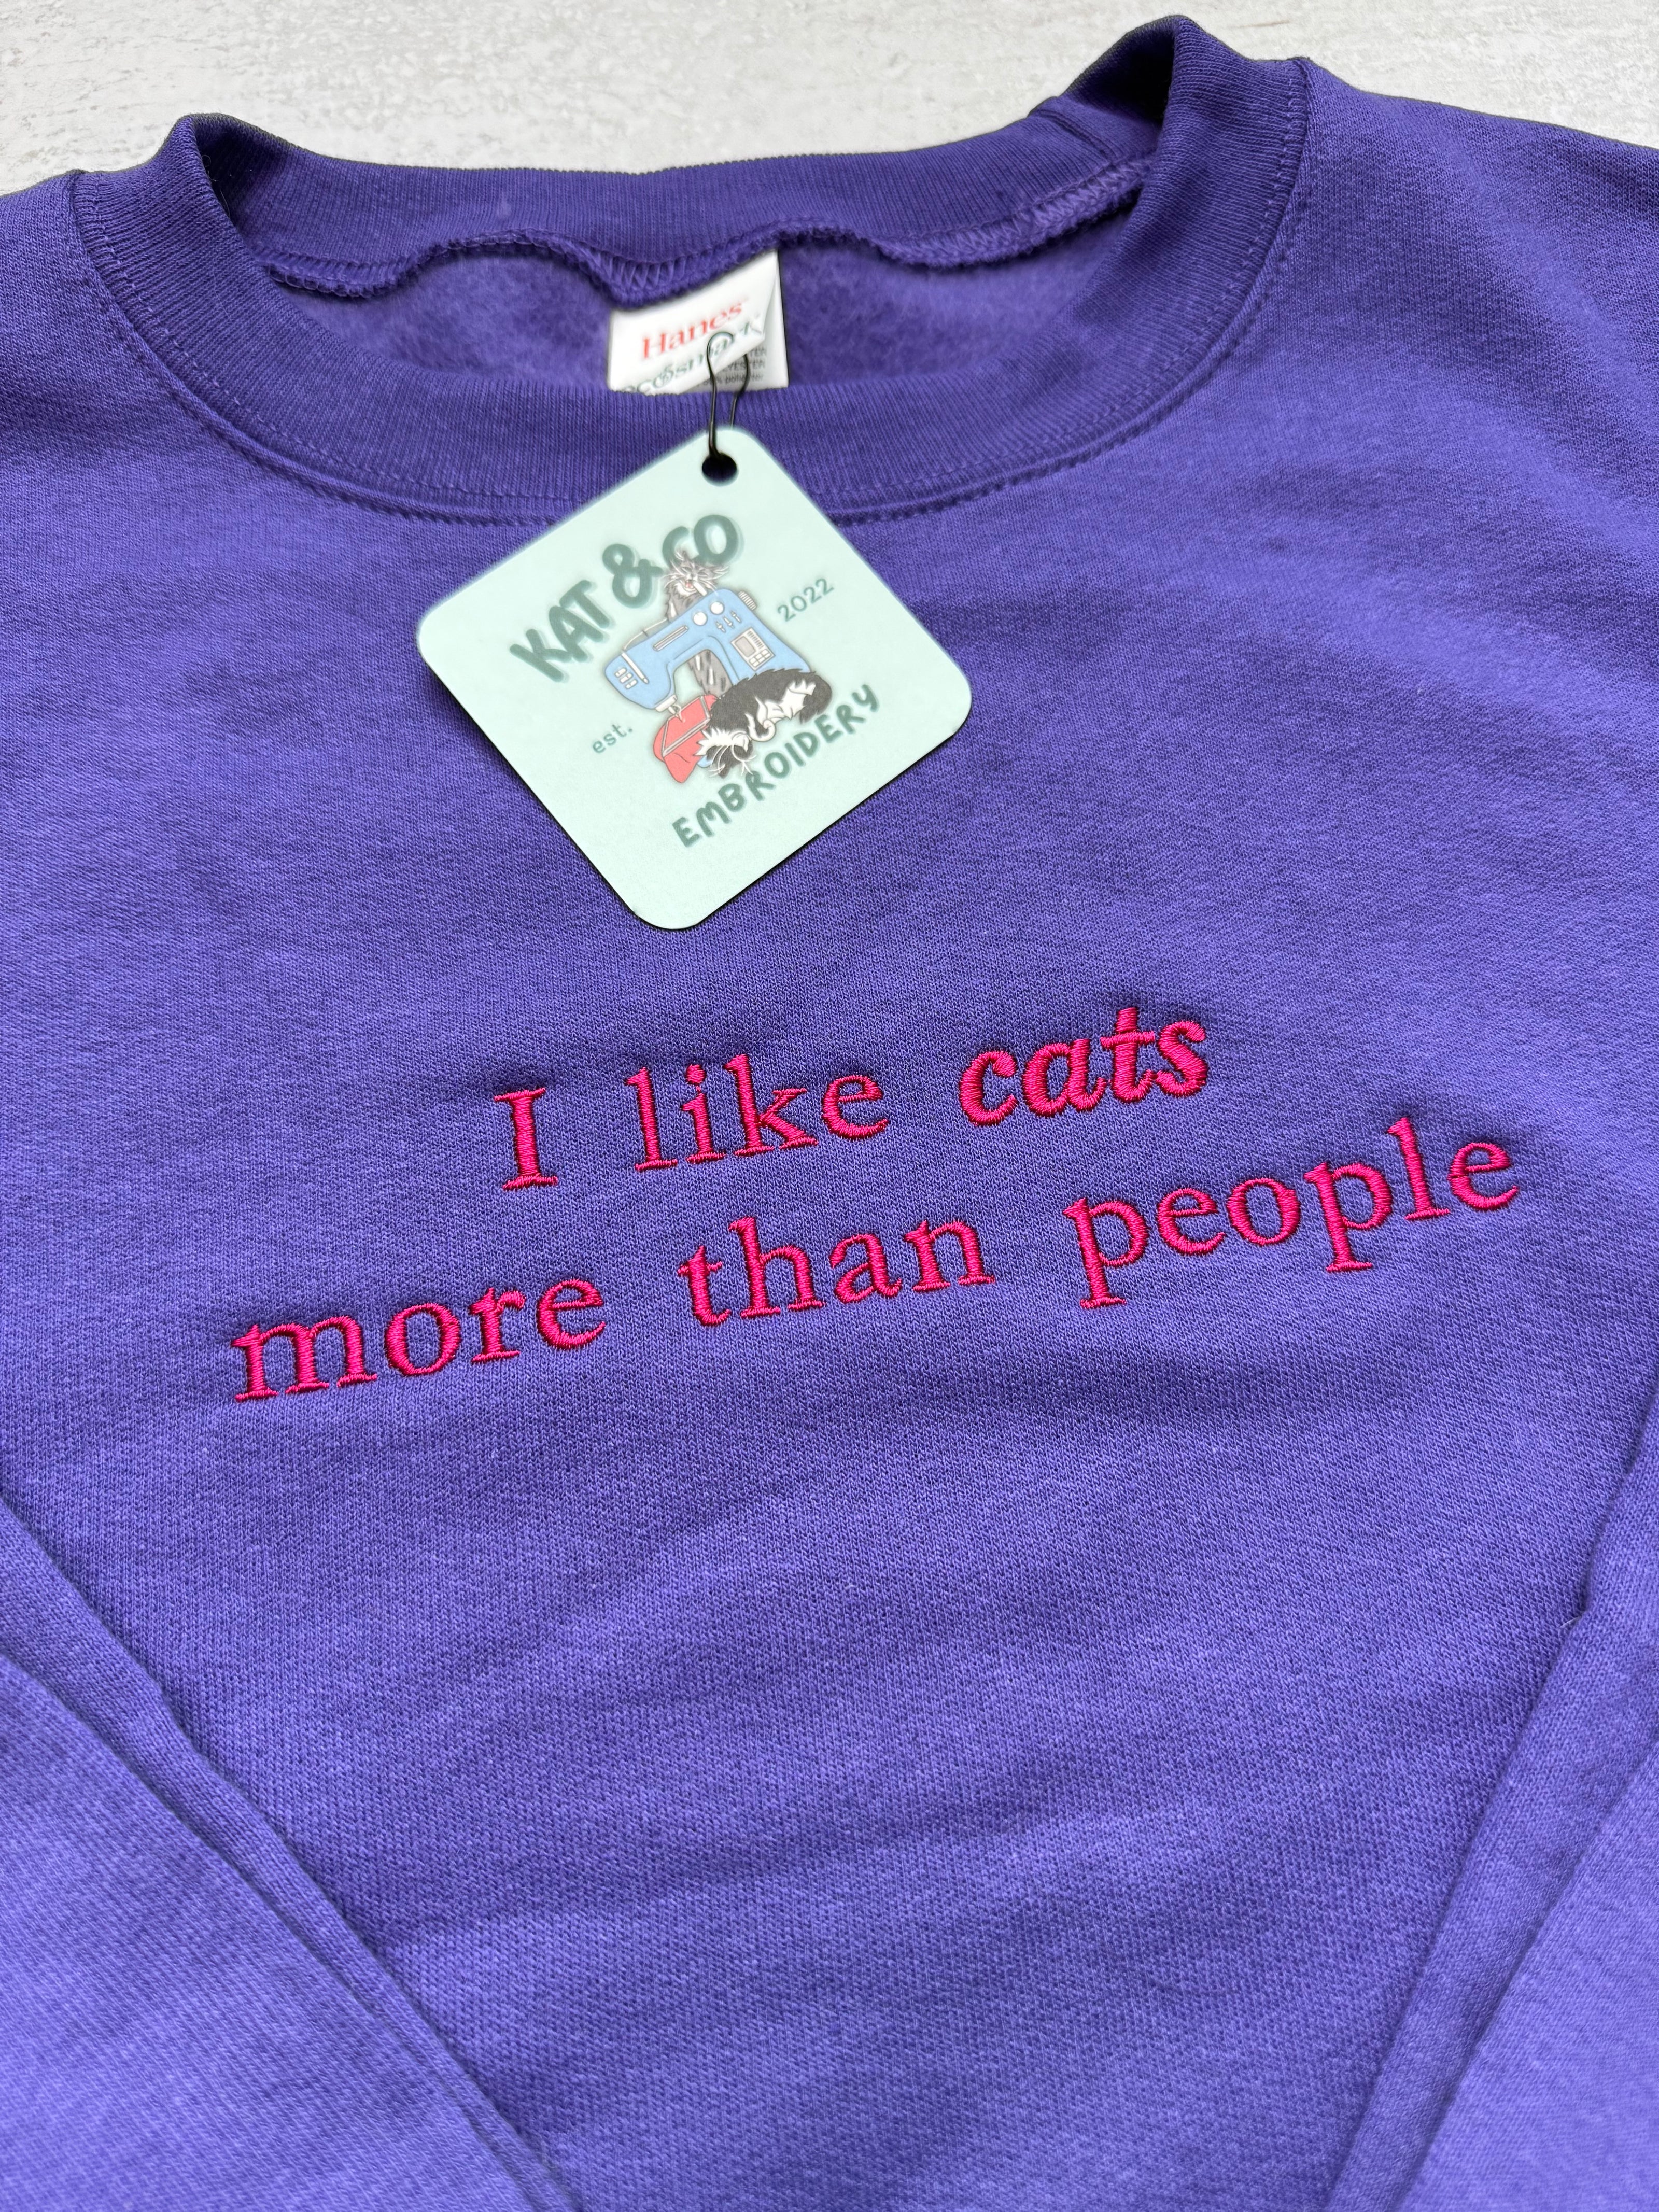 Hanes
KAT & CO
est. 2022
EMBROIDERY
I like cats
more than people